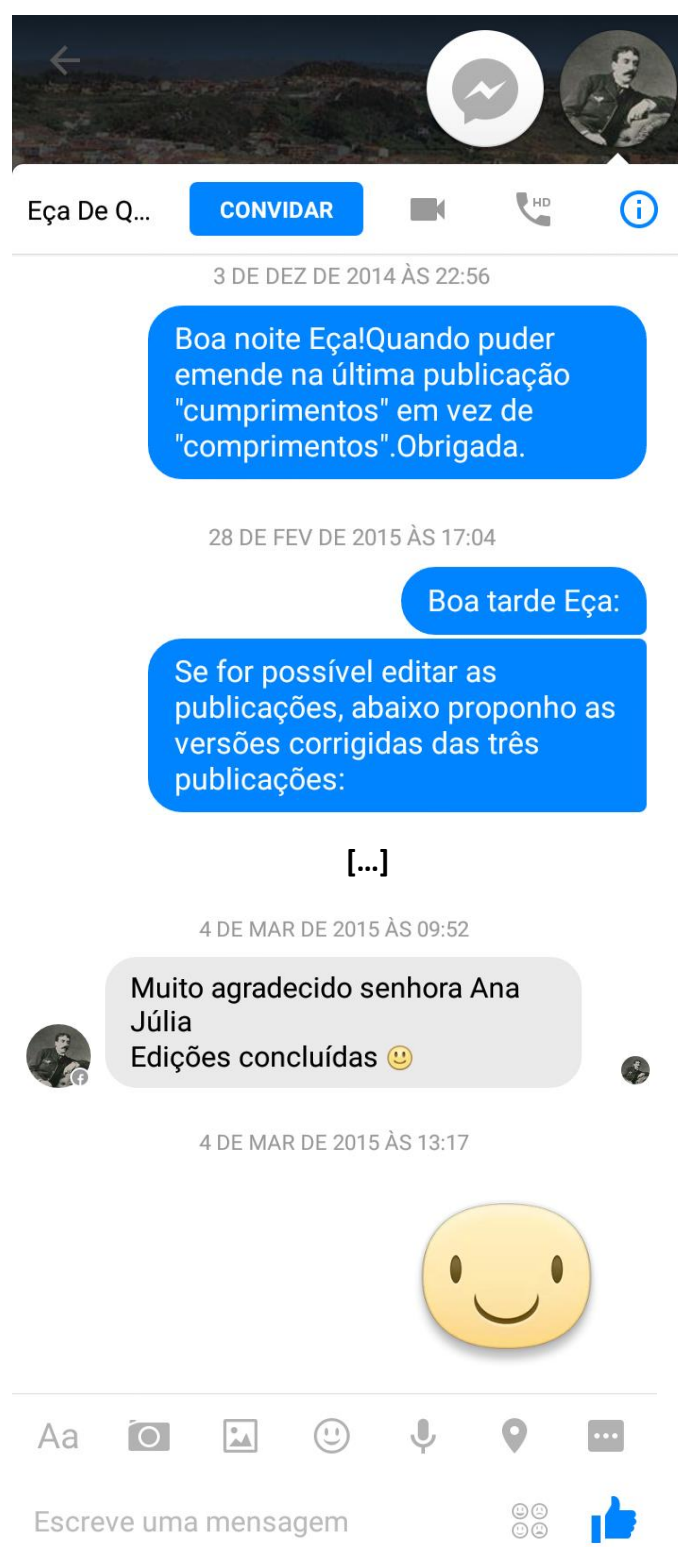 Eça De Q...
CONVIDAR
HD
3 DE DEZ DE 2014 ÀS 22:56
Boa noite Eça!Quando puder
emende na última publicação
"cumprimentos" em vez de
"comprimentos".Obrigada.
28 DE FEV DE 2015 ÀS 17:04
Boa tarde Eça:
Se for possível editar as
publicações, abaixo proponho as
versões corrigidas das três
publicações:
[...]
4 DE MAR DE 2015 ÀS 09:52
Muito agradecido senhora Ana
Júlia
Edições concluídas 🙂
4 DE MAR DE 2015 ÀS 13:17
Aa
Escreve uma mensagem